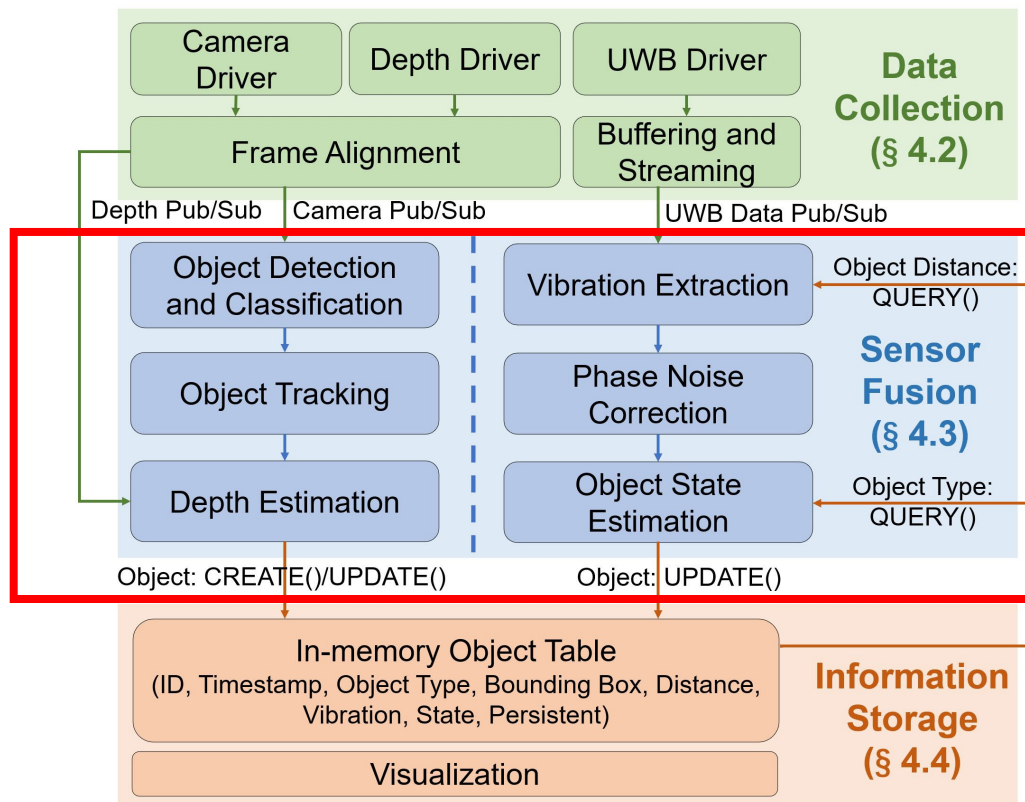 Camera
Driver
Depth Driver
UWB Driver
Data
Collection
(§ 4.2)
Frame Alignment
Buffering and
Streaming
Depth Pub/Sub
Camera Pub/Sub
UWB Data Pub/Sub
Object Detection
and Classification
Vibration Extraction
Object Distance:
QUERY()
Object Tracking
Phase Noise
Correction
Sensor
Fusion
(§ 4.3)
Depth Estimation
Object State
Estimation
Object Type:
QUERY()
Object: CREATE()/UPDATE()
Object: UPDATE()
In-memory Object Table
(ID, Timestamp, Object Type, Bounding Box, Distance,
Vibration, State, Persistent)
Information
Storage
(§ 4.4)
Visualization